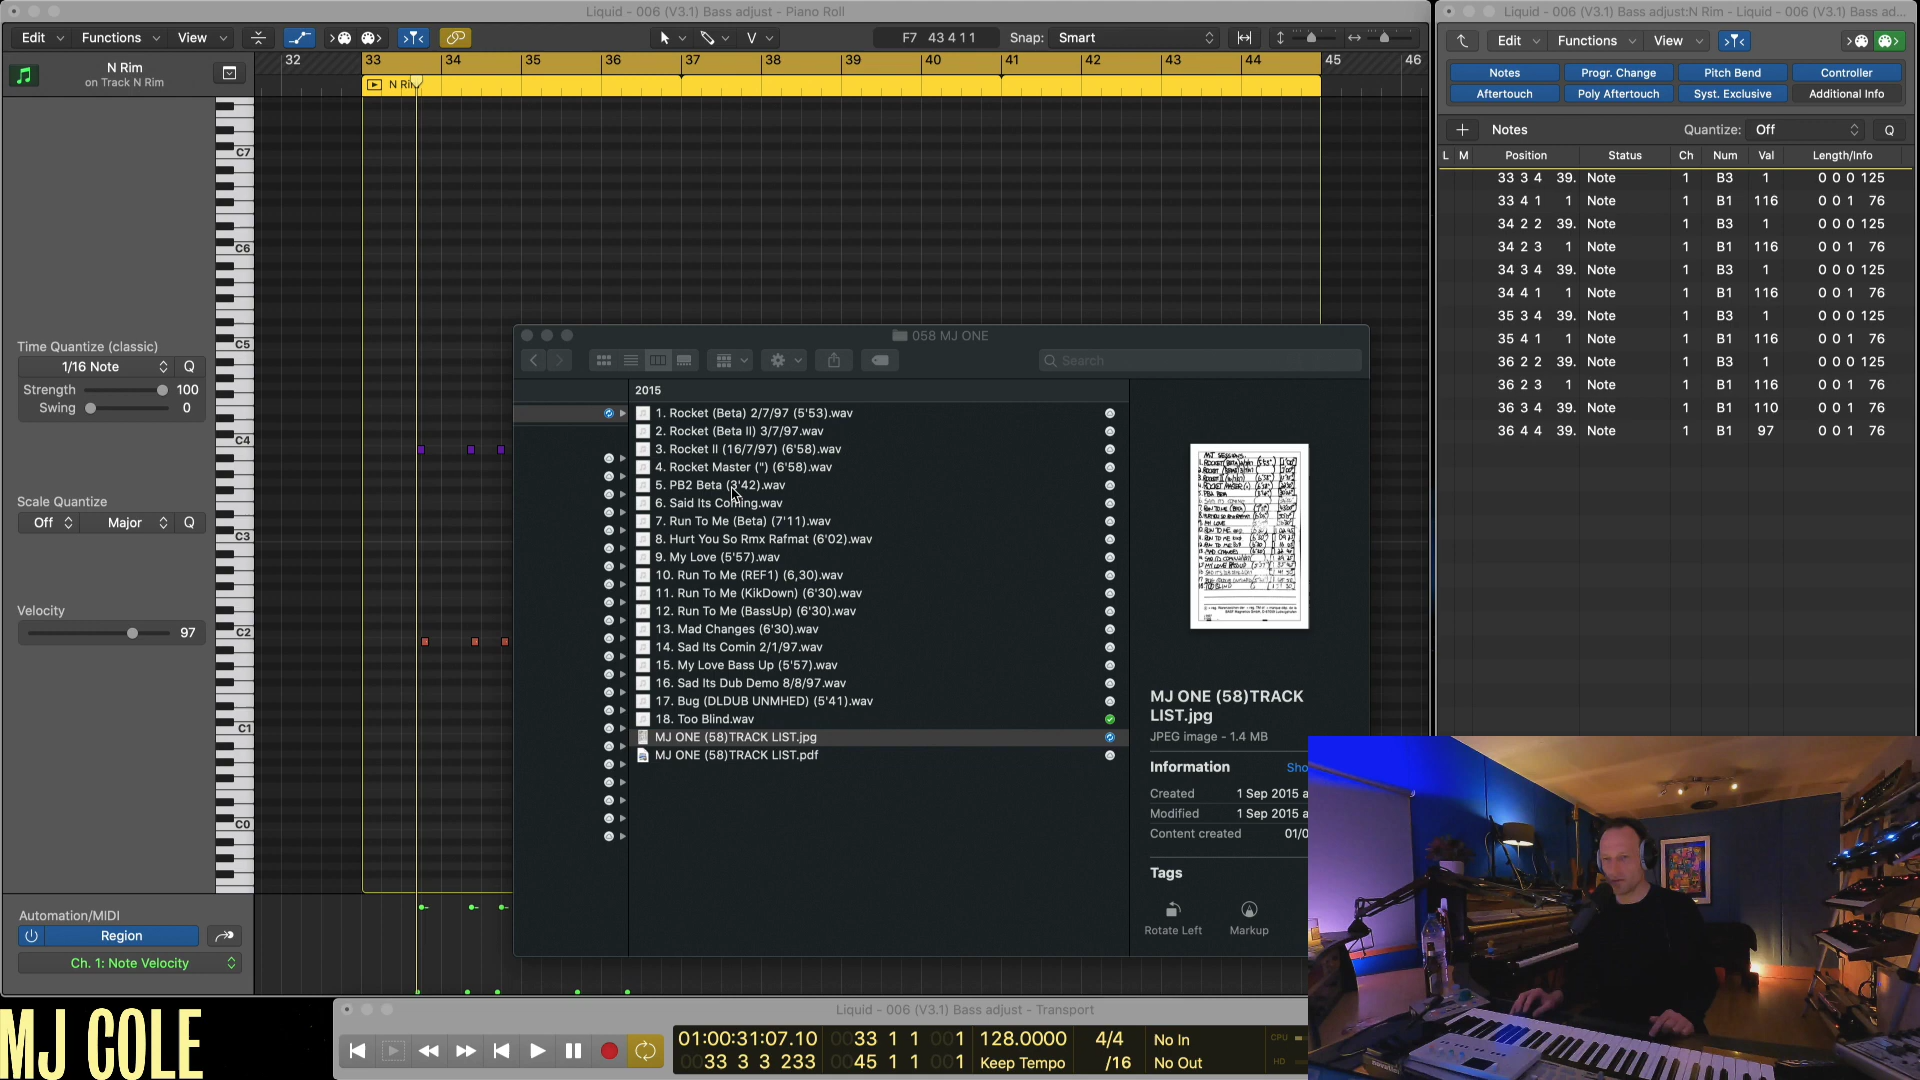 Liquid - 006 (V3.1) Bass adjust - Piano Roll
Edit Functions View
F7 43 4 1 1 Snap: Smart
N Rim
on Track N Rim
32 33 34 35 36 37 38 39 40 41 42 43 44 45 46
N Ri
C7
C6
C5
C4
C3
C2
C1
C0
Time Quantize (classic)
1/16 Note Q
Strength 100
Swing 0
Scale Quantize
Off Major Q
Velocity
97
Automation/MIDI
Region
Ch. 1: Note Velocity
058 MJ ONE
Search
2015
1. Rocket (Beta) 2/7/97 (5'53).wav
2. Rocket (Beta II) 3/7/97.wav
3. Rocket II (16/7/97) (6'58).wav
4. Rocket Master (") (6'58).wav
5. PB2 Beta (3'42).wav
6. Said Its Coming.wav
7. Run To Me (Beta) (7'11).wav
8. Hurt You So Rmx Rafmat (6'02).wav
9. My Love (5'57).wav
10. Run To Me (REF1) (6,30).wav
11. Run To Me (KikDown) (6'30).wav
12. Run To Me (BassUp) (6'30).wav
13. Mad Changes (6'30).wav
14. Sad Its Comin 2/1/97.wav
15. My Love Bass Up (5'57).wav
16. Sad Its Dub Demo 8/8/97.wav
17. Bug (DLDUB UNMHED) (5'41).wav
18. Too Blind.wav
MJ ONE (58)TRACK LIST.jpg
MJ ONE (58)TRACK LIST.pdf
MJ SESSIONS
MJ ONE (58)TRACK
LIST.jpg
JPEG image - 1.4 MB
Information Sho
Created 1 Sep 2015 a
Modified 1 Sep 2015 a
Content created 01/0
Tags
Rotate Left Markup
Liquid - 006 (V3.1) Bass adjust:N Rim - Liquid - 006 (V3.1) Bass ad...
Edit Functions View
Notes Progr. Change Pitch Bend Controller
Aftertouch Poly Aftertouch Syst. Exclusive Additional Info
Notes Quantize: Off Q
L M Position Status Ch Num Val Length/Info
33 3 4 39. Note 1 B3 1 0 0 0 125
33 4 1 1 Note 1 B1 116 0 0 1 76
34 2 2 39. Note 1 B3 1 0 0 0 125
34 2 3 1 Note 1 B1 116 0 0 1 76
34 3 4 39. Note 1 B3 1 0 0 0 125
34 4 1 1 Note 1 B1 116 0 0 1 76
35 3 4 39. Note 1 B3 1 0 0 0 125
35 4 1 1 Note 1 B1 116 0 0 1 76
36 2 2 39. Note 1 B3 1 0 0 0 125
36 2 3 1 Note 1 B1 116 0 0 1 76
36 3 4 39. Note 1 B1 110 0 0 1 76
36 4 4 39. Note 1 B1 97 0 0 1 76
MJ COLE
Liquid - 006 (V3.1) Bass adjust - Transport
01:00:31:07.10 0033 1 1 001 128.0000 4/4 No In CPU
0033 3 3 233 0045 1 1 001 Keep Tempo /16 No Out HD